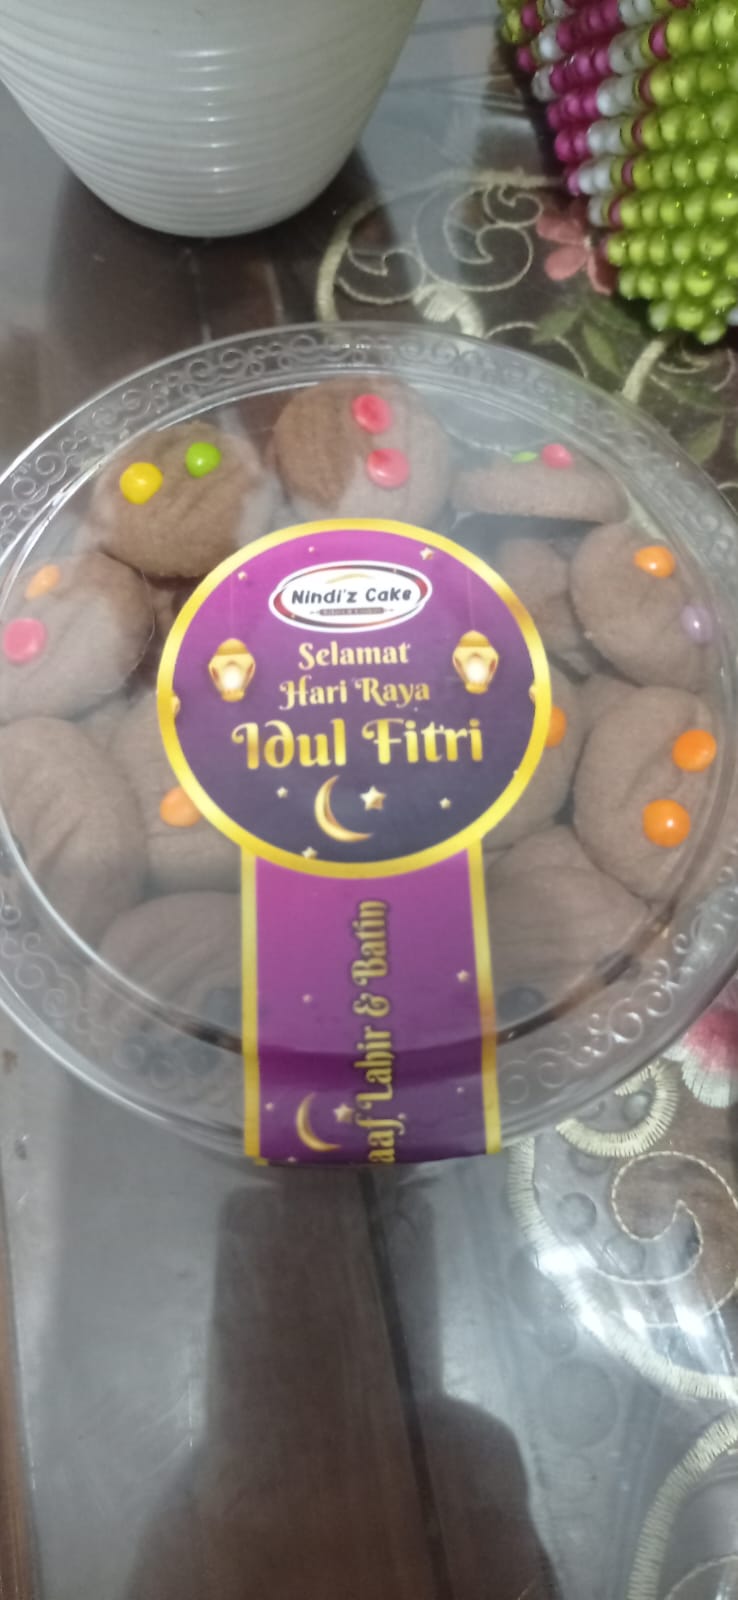 Nindi'z Cake
Selamat
Hari Raya
Idul Fitri
aaf Lahir & Batin